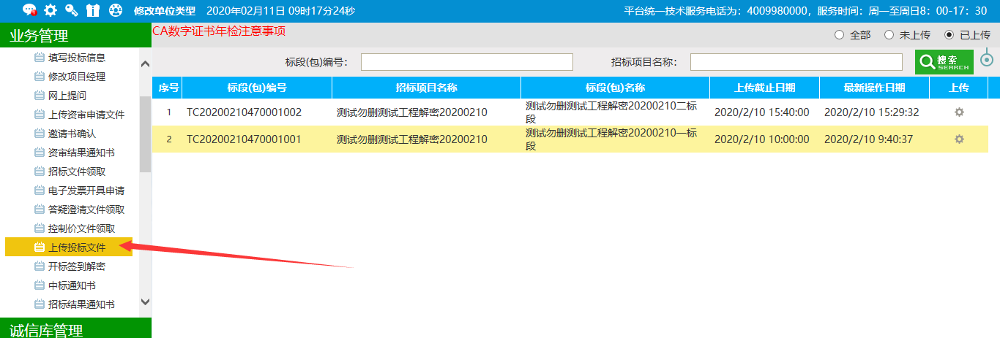 修改单位类型 2020年02月11日 09时17分24秒 平台统一技术服务电话为：4009980000，服务时间：周一至周日8：00-17：30
业务管理
CA数字证书年检注意事项
全部 未上传 已上传
填写投标信息
修改项目经理
网上提问
上传资审申请文件
邀请书确认
资审结果通知书
招标文件领取
电子发票开具申请
答疑澄清文件领取
控制价文件领取
上传投标文件
开标签到解密
中标通知书
招标结果通知书
诚信库管理
标段(包)编号： 招标项目名称： 搜索
SEARCH
序号 标段(包)编号 招标项目名称 标段(包)名称 上传截止日期 最新操作日期 上传
1 TC20200210470001002 测试勿删测试工程解密20200210 测试勿删测试工程解密20200210二标 2020/2/10 15:40:00 2020/2/10 15:29:32
段
2 TC20200210470001001 测试勿删测试工程解密20200210 测试勿删测试工程解密20200210一标 2020/2/10 10:00:00 2020/2/10 9:40:37
段